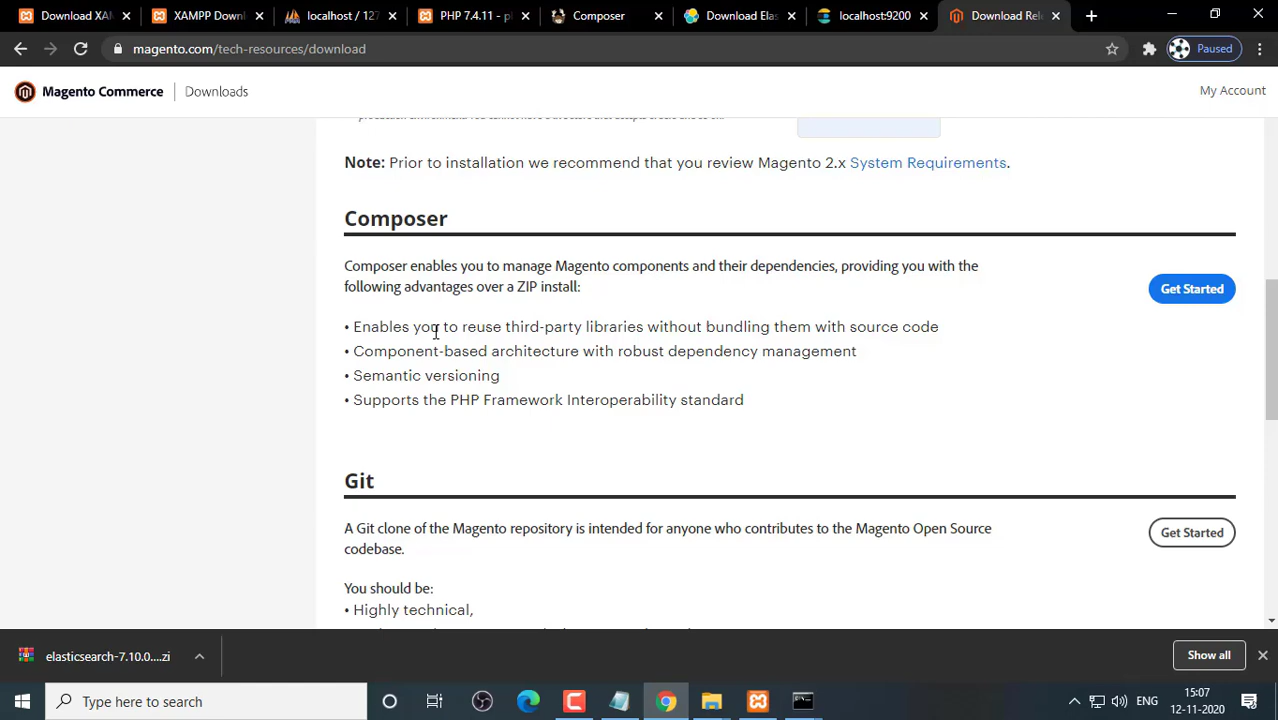 Download XAM
XAMPP Down
localhost / 127
PHP 7.4.11 - p
Composer
Download Elas
localhost:9200
Download Rel
magento.com/tech-resources/download
Paused
Magento Commerce
Downloads
My Account
Note: Prior to installation we recommend that you review Magento 2.x System Requirements.
Composer
Composer enables you to manage Magento components and their dependencies, providing you with the
following advantages over a ZIP install:
Get Started
• Enables you to reuse third-party libraries without bundling them with source code
• Component-based architecture with robust dependency management
• Semantic versioning
• Supports the PHP Framework Interoperability standard
Git
A Git clone of the Magento repository is intended for anyone who contributes to the Magento Open Source
codebase.
Get Started
You should be:
• Highly technical,
elasticsearch-7.10.0....zi
Show all
Type here to search
ENG
15:07
12-11-2020